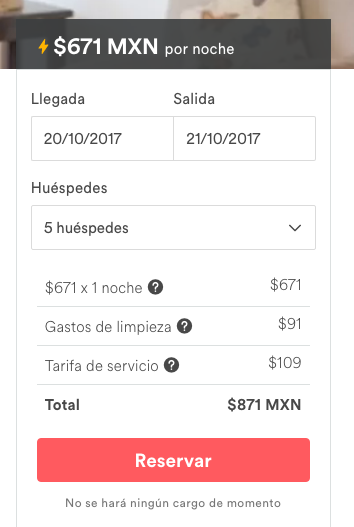 $671 MXN por noche
Llegada Salida
20/10/2017 21/10/2017
Huéspedes
5 huéspedes
$671 x 1 noche ? $671
Gastos de limpieza ? $91
Tarifa de servicio ? $109
Total $871 MXN
Reservar
No se hará ningún cargo de momento